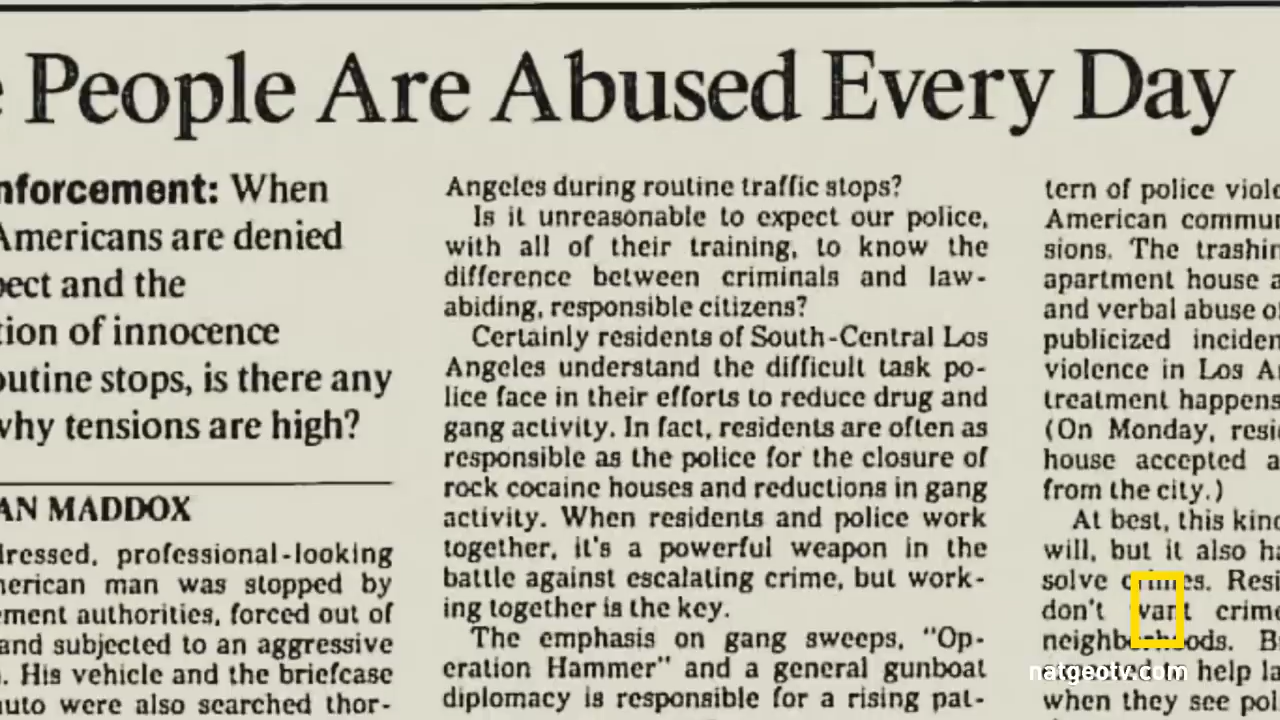 People Are Abused Every Day
nforcement: When
Americans are denied
pect and the
tion of innocence
outine stops, is there any
why tensions are high?
AN MADDOX
dressed, professional-looking
merican man was stopped by
ement authorities, forced out of
and subjected to an aggressive
. His vehicle and the briefcase
auto were also searched thor-
Angeles during routine traffic stops?
Is it unreasonable to expect our police,
with all of their training, to know the
difference between criminals and law-
abiding, responsible citizens?
Certainly residents of South-Central Los
Angeles understand the difficult task po-
lice face in their efforts to reduce drug and
gang activity. In fact, residents are often as
responsible as the police for the closure of
rock cocaine houses and reductions in gang
activity. When residents and police work
together, it's a powerful weapon in the
battle against escalating crime, but work-
ing together is the key.
The emphasis on gang sweeps, "Op-
eration Hammer" and a general gunboat
diplomacy is responsible for a rising pat-
tern of police viole
American commun
sions. The trashin
apartment house a
and verbal abuse o
publicized inciden
violence in Los A
treatment happens
(On Monday, resi
house accepted a
from the city.)
At best, this kind
will, but it also ha
solve crimes. Resi
don't want crime
neighborhoods. B
help la
when they see pol
natgeotv.com